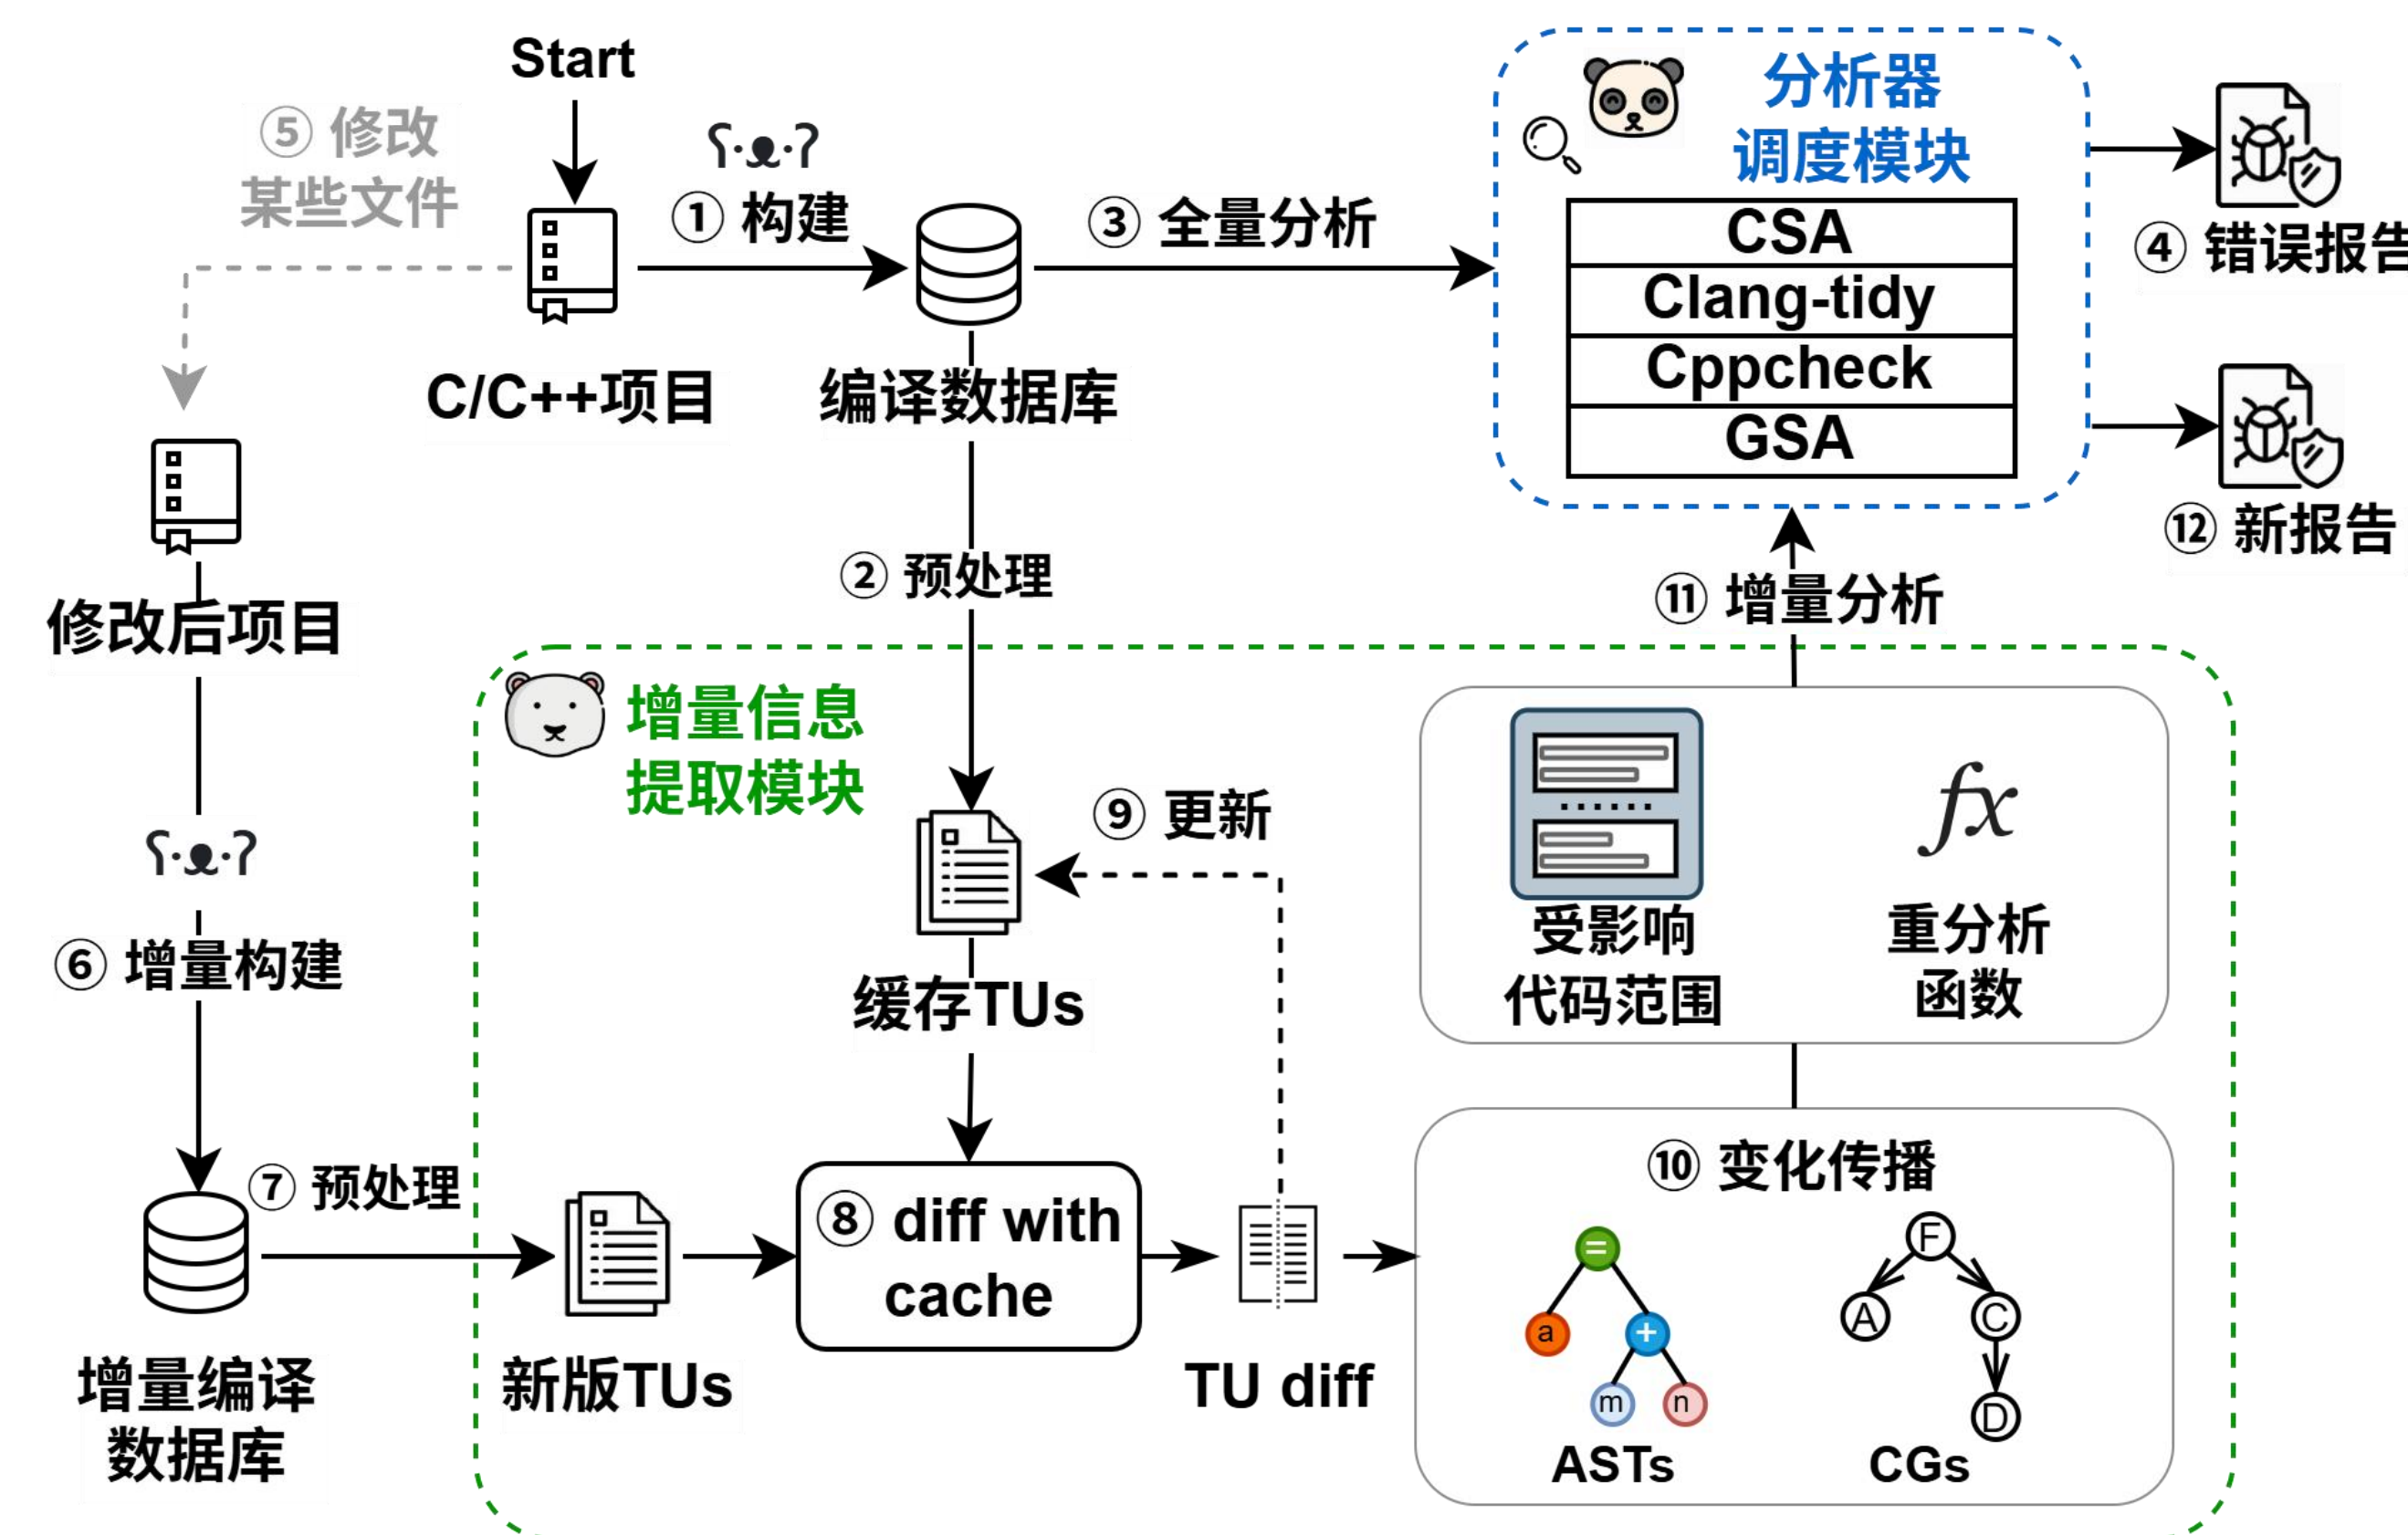 Start
⑤ 修改
某些文件
ʕ·ᴥ·ʔ
① 构建
③ 全量分析
C/C++项目
编译数据库
分析器
调度模块
CSA
Clang-tidy
Cppcheck
GSA
④ 错误报告
⑫ 新报告
② 预处理
⑪ 增量分析
修改后项目
增量信息
提取模块
ʕ·ᴥ·ʔ
⑥ 增量构建
⑨ 更新
缓存TUs
受影响
代码范围
fx
重分析
函数
⑦ 预处理
增量编译
数据库
新版TUs
⑧ diff with
cache
TU diff
⑩ 变化传播
=
a
+
m
n
ASTs
F
A
C
D
CGs